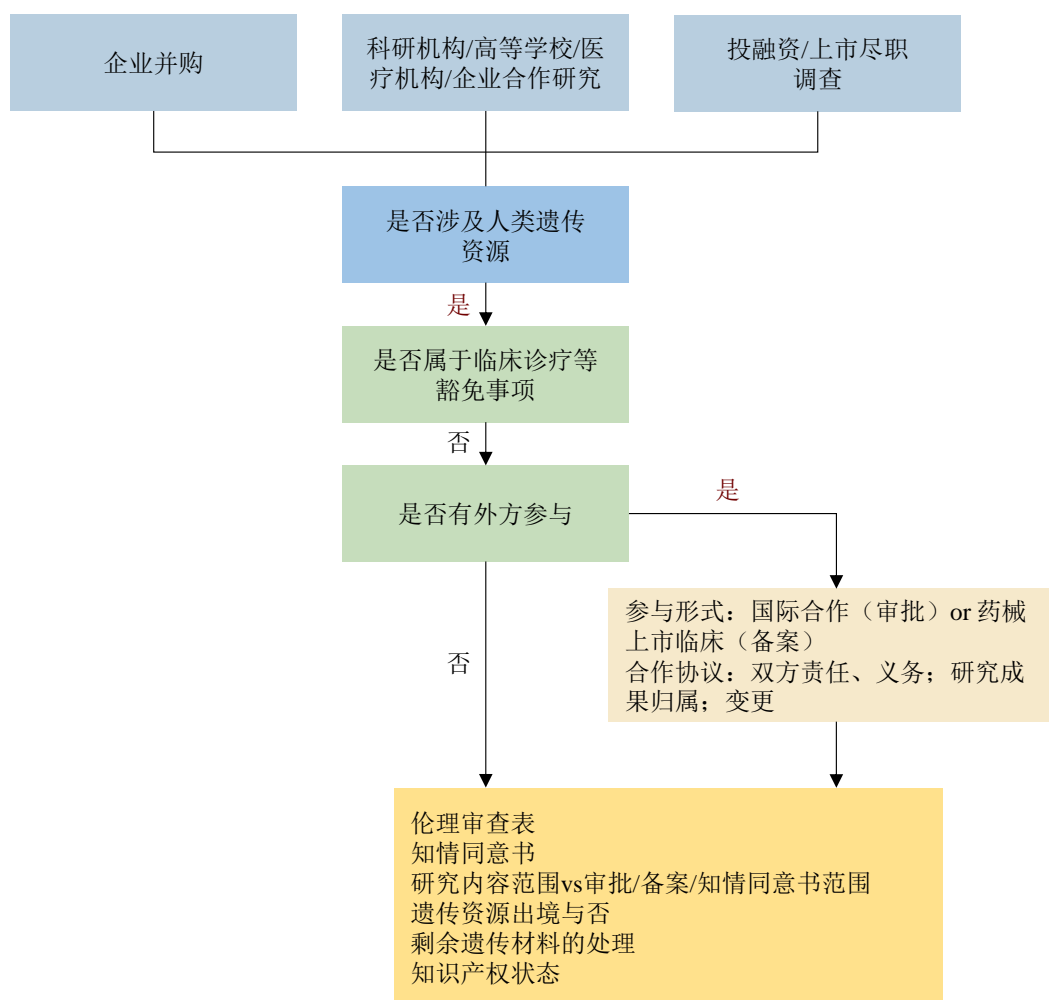 企业并购
科研机构/高等学校/医
疗机构/企业合作研究
投融资/上市尽职
调查
是否涉及人类遗传
资源
是
是否属于临床诊疗等
豁免事项
否
是否有外方参与
是
参与形式：国际合作（审批）or 药械
上市临床（备案）
合作协议：双方责任、义务；研究成
果归属；变更
否
伦理审查表
知情同意书
研究内容范围vs审批/备案/知情同意书范围
遗传资源出境与否
剩余遗传材料的处理
知识产权状态